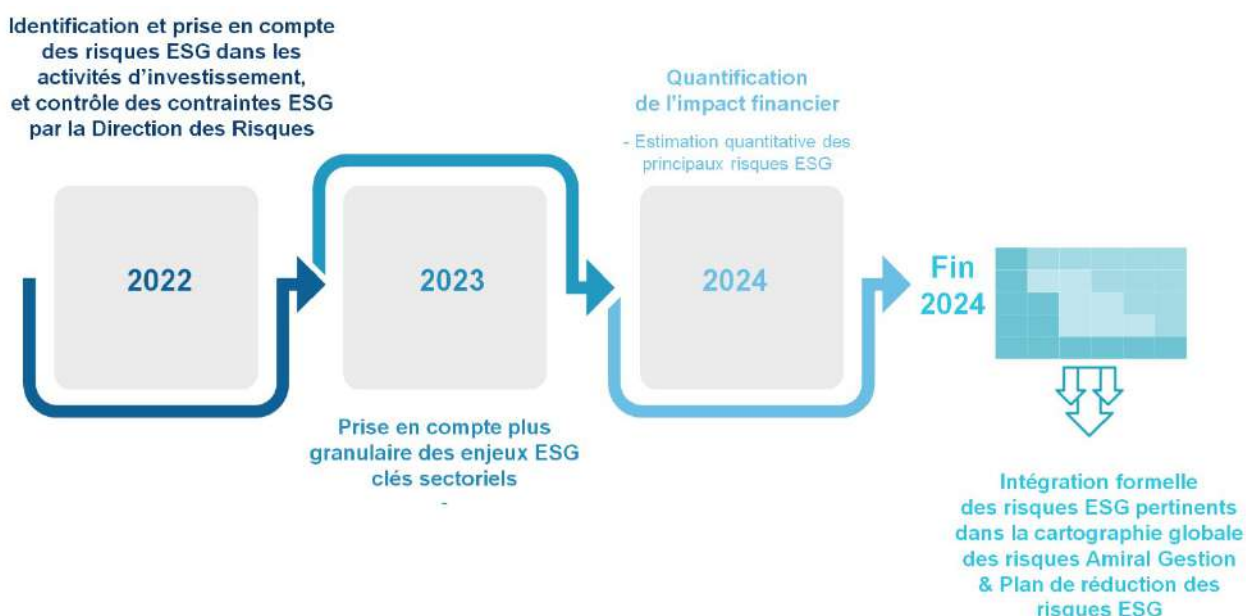 Identification et prise en compte
des risques ESG dans les
activités d'investissement,
et contrôle des contraintes ESG
par la Direction des Risques
2022
2023
Prise en compte plus
granulaire des enjeux ESG
clés sectoriels
-
Quantification
de l'impact financier
- Estimation quantitative des
principaux risques ESG
2024
Fin
2024
Intégration formelle
des risques ESG pertinents
dans la cartographie globale
des risques Amiral Gestion
& Plan de réduction des
risques ESG